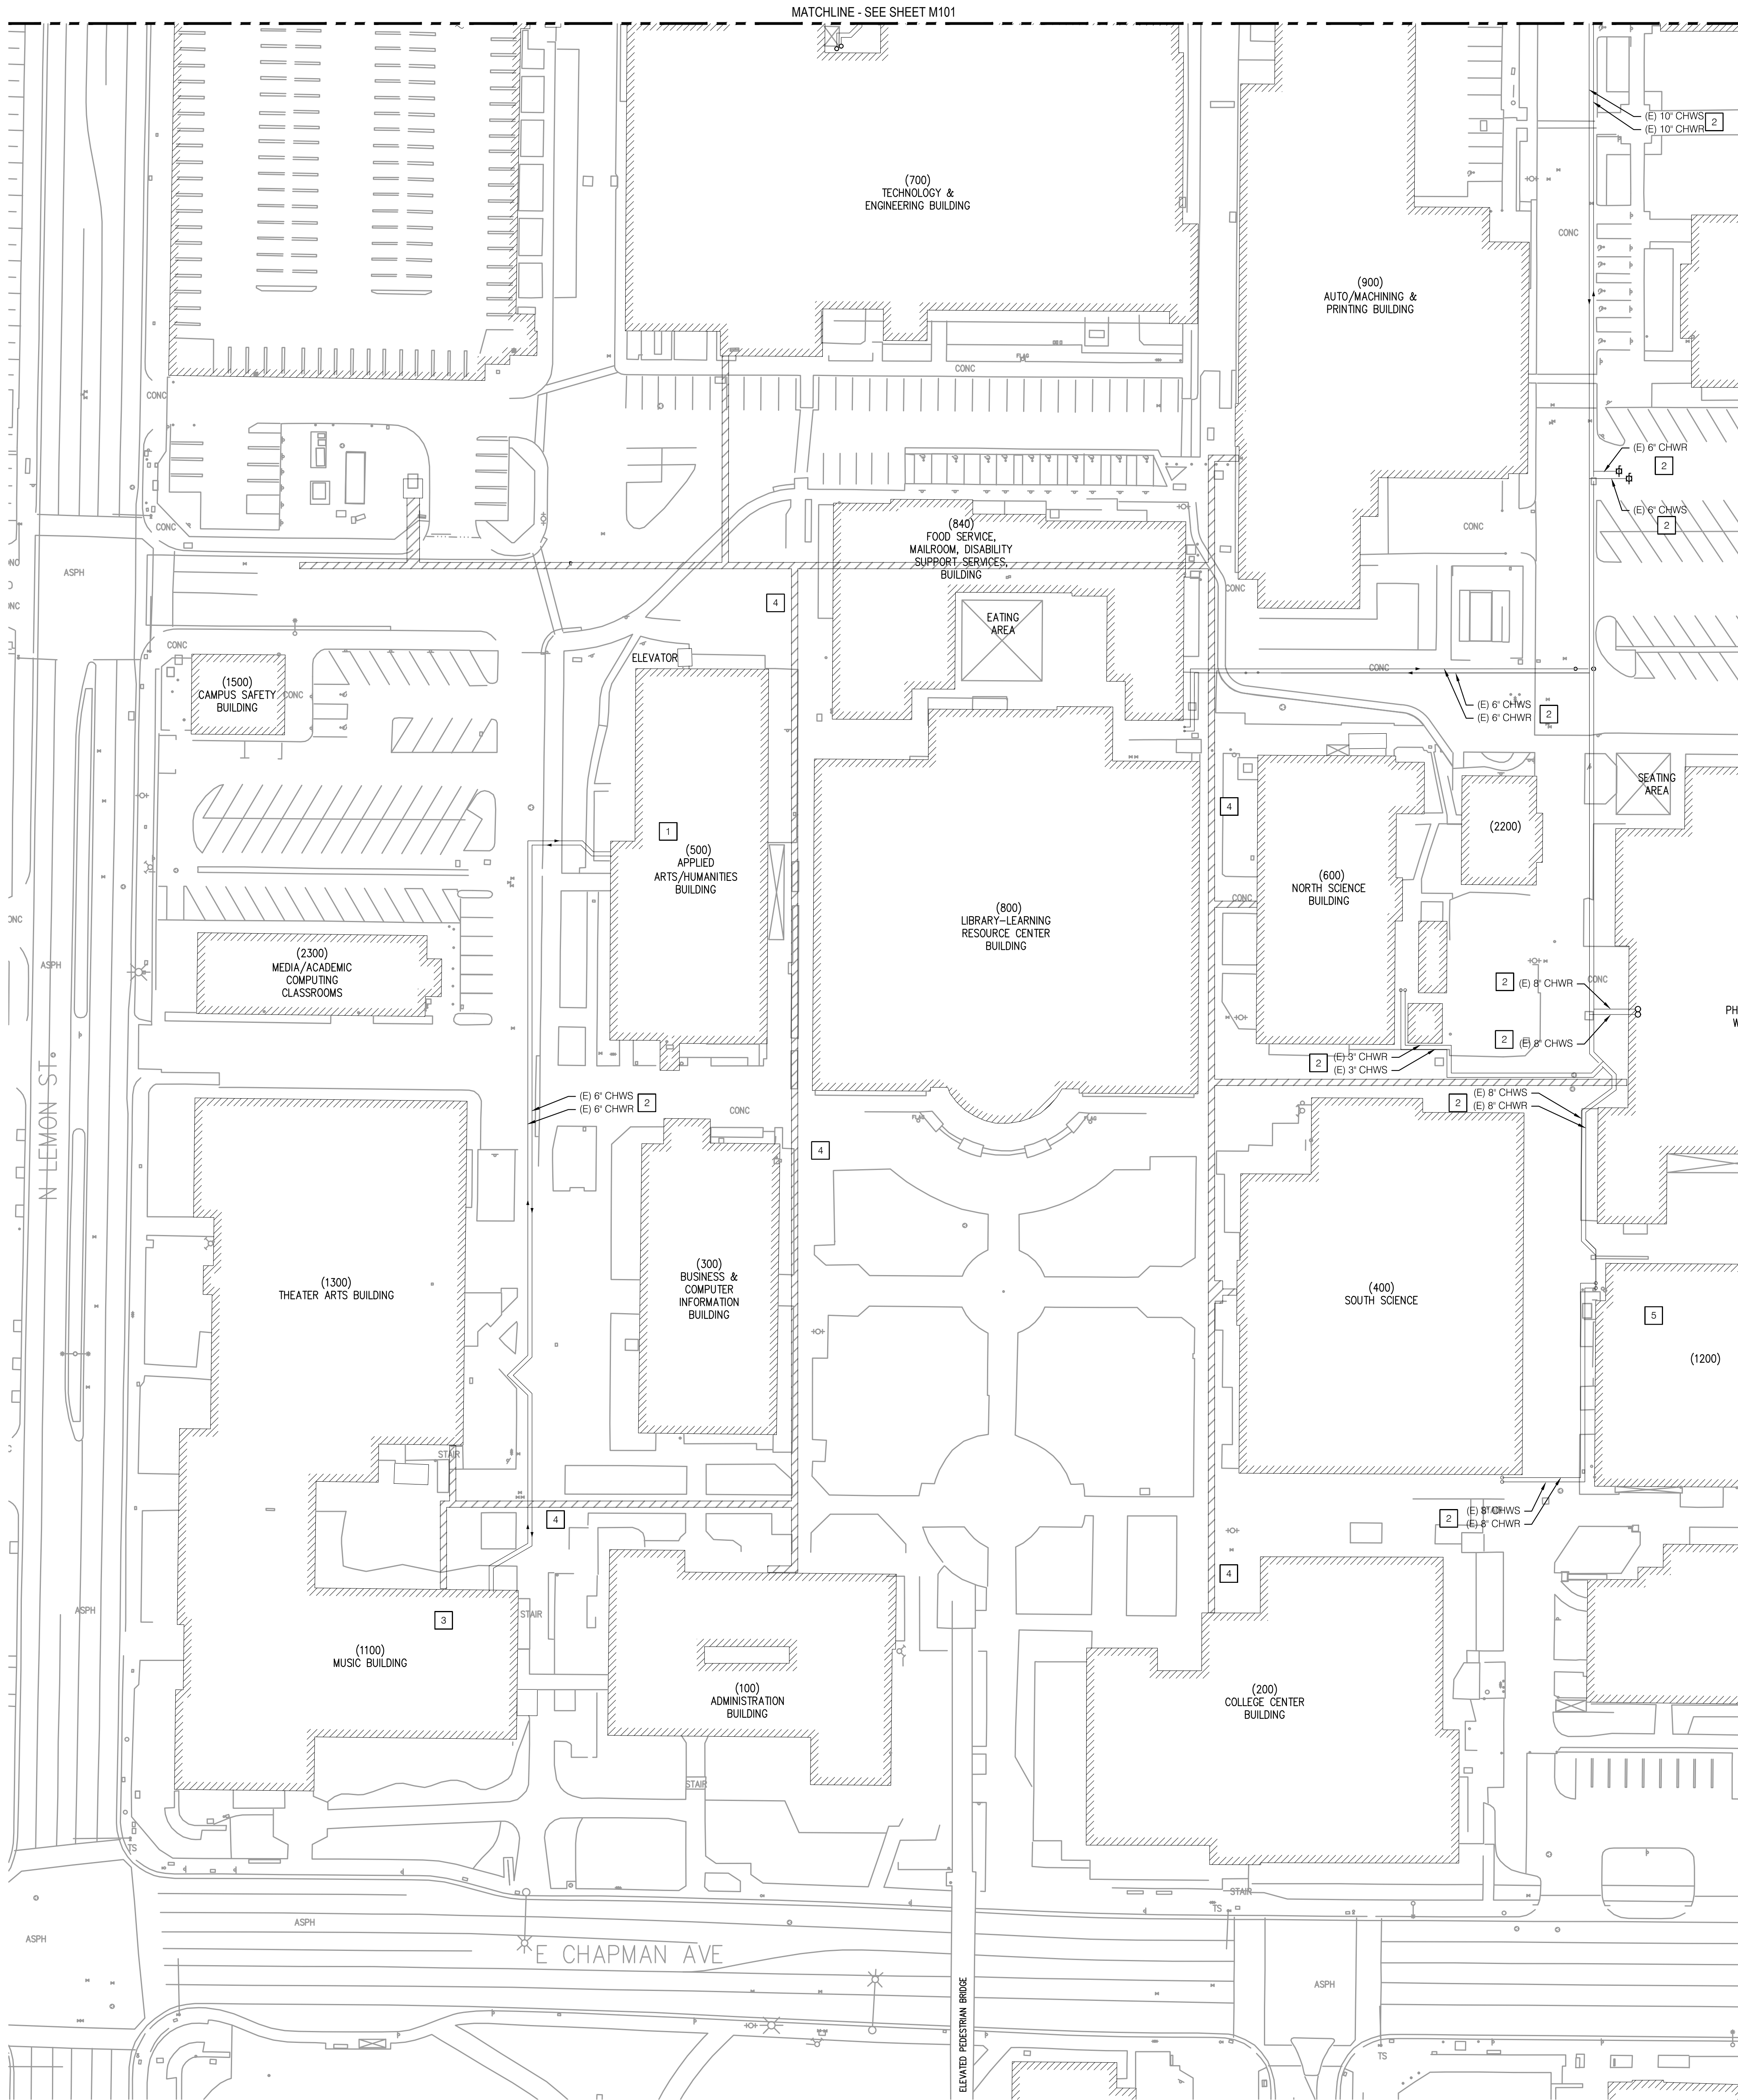 MATCHLINE - SEE SHEET M101
(E) 10" CHWS
(E) 10" CHWR
2
(700)
TECHNOLOGY &
ENGINEERING BUILDING
CONC
(900)
AUTO/MACHINING &
PRINTING BUILDING
FLAG
CONC
CONC
(E) 6" CHWR
2
(E) 6" CHWS
2
CONC
CONC
(840)
FOOD SERVICE,
MAILROOM, DISABILITY
SUPPORT SERVICES,
BUILDING
ASPH
CONC
4
EATING
AREA
CONC
ELEVATOR
CONC
(1500)
CAMPUS SAFETY
BUILDING
CONC
(E) 6" CHWS
(E) 6" CHWR
2
SEATING
AREA
4
1
(2200)
(500)
APPLIED
ARTS/HUMANITIES
BUILDING
(600)
NORTH SCIENCE
BUILDING
CONC
(800)
LIBRARY-LEARNING
RESOURCE CENTER
BUILDING
(2300)
MEDIA/ACADEMIC
COMPUTING
CLASSROOMS
ASPH
2
(E) 8" CHWR
CONC
2
(E) 8" CHWS
2
(E) 3" CHWR
(E) 3" CHWS
N LEMON ST
(E) 6" CHWS
(E) 6" CHWR
2
CONC
FLAG
FLAG
2
(E) 8" CHWS
(E) 8" CHWR
4
(1300)
THEATER ARTS BUILDING
(300)
BUSINESS &
COMPUTER
INFORMATION
BUILDING
(400)
SOUTH SCIENCE
5
(1200)
STAIR
4
2
(E) 8" CHWS
(E) 8" CHWR
STAIR
4
ASPH
3
STAIR
(1100)
MUSIC BUILDING
(100)
ADMINISTRATION
BUILDING
(200)
COLLEGE CENTER
BUILDING
STAIR
TS
STAIR
TS
ASPH
ASPH
E CHAPMAN AVE
ELEVATED PEDESTRIAN BRIDGE
ASPH
TS